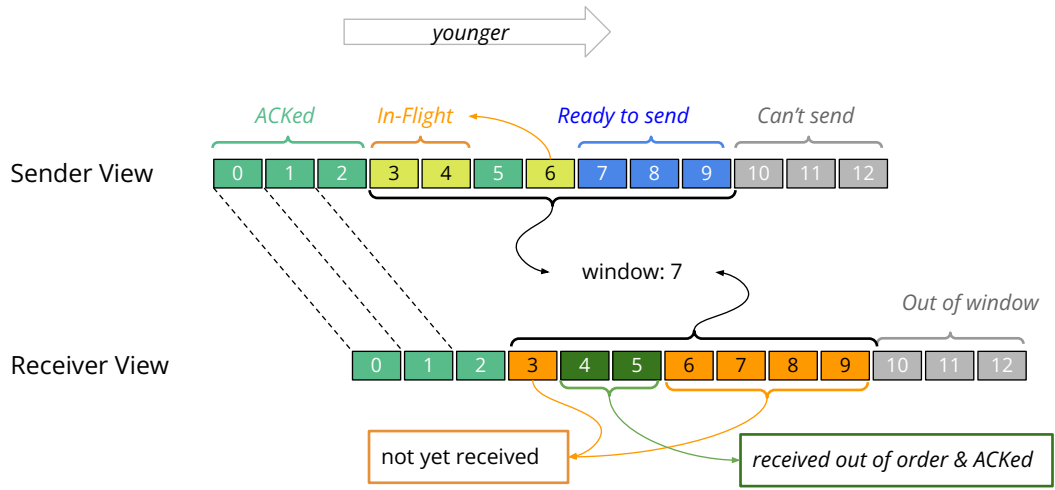 younger
ACKed In-Flight Ready to send Can't send
Sender View 0 1 2 3 4 5 6 7 8 9 10 11 12
window: 7
Out of window
Receiver View 0 1 2 3 4 5 6 7 8 9 10 11 12
not yet received received out of order & ACKed